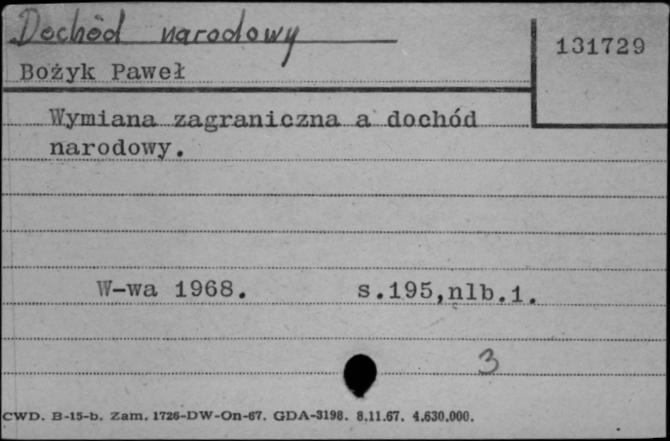 Dochód narodowy
131729
Bożyk Paweł
Wymiana zagraniczna a dochód
narodowy.
W-wa 1968. s.195,nlb.1.
3
CWD. B-15-b. Zam. 1726-DW-On-67. GDA-3198. 8.11.67. 4.630.000.